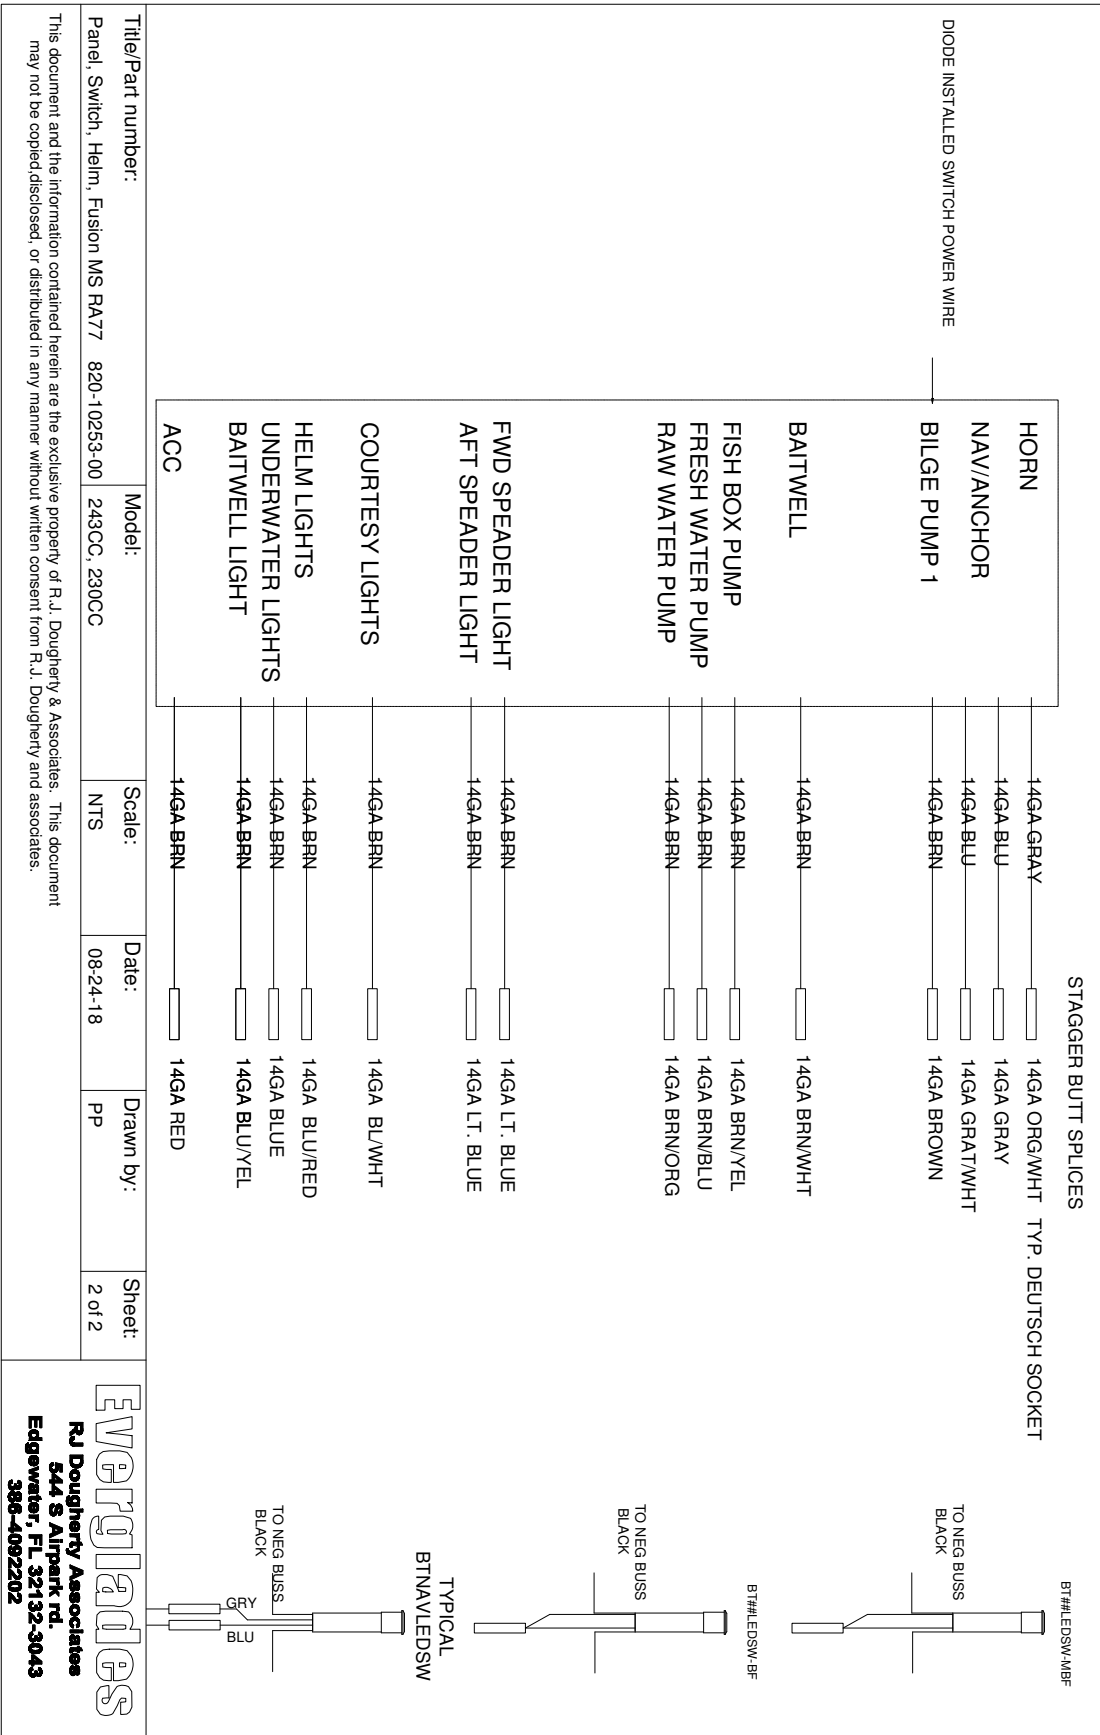 STAGGER BUTT SPLICES
DIODE INSTALLED SWITCH POWER WIRE
HORN 14GA GRAY 14GA ORG/WHT TYP. DEUTSCH SOCKET
14GA BLU 14GA GRAY
NAV/ANCHOR
14GA BLU 14GA GRAT/WHT
BILGE PUMP 1 14GA BRN 14GA BROWN
BAITWELL 14GA BRN 14GA BRN/WHT
FISH BOX PUMP 14GA BRN 14GA BRN/YEL
FRESH WATER PUMP 14GA BRN 14GA BRN/BLU
RAW WATER PUMP 14GA BRN 14GA BRN/ORG
FWD SPEADER LIGHT 14GA BRN 14GA LT. BLUE
AFT SPEADER LIGHT 14GA BRN 14GA LT. BLUE
COURTESY LIGHTS 14GA BRN 14GA BL/WHT
HELM LIGHTS 14GA BRN 14GA BLU/RED
UNDERWATER LIGHTS 14GA BRN 14GA BLUE
BAITWELL LIGHT 14GA BRN 14GA BLU/YEL
ACC 14GA BRN 14GA RED
BT##LEDSW-MBF
TO NEG BUSS
BLACK
BT##LEDSW-BF
TO NEG BUSS
BLACK
TYPICAL
BTNAVLEDSW
TO NEG BUSS
BLACK
GRY
BLU
Title/Part number:
Panel, Switch, Helm, Fusion MS RA77 820-10253-00
Model:
243CC, 230CC
Scale:
NTS
Date:
08-24-18
Drawn by:
PP
Sheet:
2 of 2
This document and the information contained herein are the exclusive property of R.J. Dougherty & Associates. This document
may not be copied,disclosed, or distributed in any manner without written consent from R.J. Dougherty and associates.
Everglades
RJ Dougherty Associates
544 S Airpark rd.
Edgewater, FL 32132-3043
386-4092202